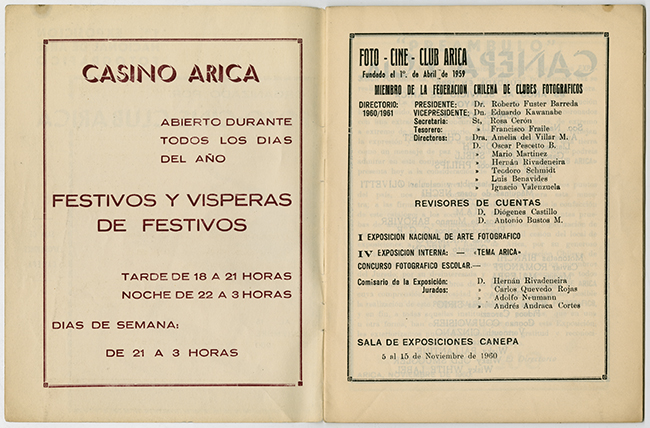 CASINO ARICA
ABIERTO DURANTE
TODOS LOS DIAS
DEL AÑO
FESTIVOS Y VISPERAS
DE FESTIVOS
TARDE DE 18 A 21 HORAS
NOCHE DE 22 A 3 HORAS
DIAS DE SEMANA:
DE 21 A 3 HORAS
FOTO - CINE - CLUB ARICA
Fundado el 1º. de Abril de 1959
MIEMBRO DE LA FEDERACION CHILENA DE CLUBES FOTOGRAFICOS
DIRECTORIO: PRESIDENTE: Dr. Roberto Fuster Barreda
1960/1961 VICEPRESIDENTE: Dn. Eduardo Kawanabe
Secretaria: St, Rosa Cerón
Tesorero: » Francisco Fraile
Directores: Dra. Amelia del Villar M.
D. Oscar Pescetto B.
» Mario Martínez
» Hernán Rivadeneira
» Teodoro Schmidt
» Luis Benavides
» Ignacio Valenzuela
REVISORES DE CUENTAS
D. Diógenes Castillo
D. Antonio Bustos M.
I EXPOSICION NACIONAL DE ARTE FOTOGRAFICO
IV EXPOSICION INTERNA: — «TEMA ARICA»
CONCURSO FOTOGRAFICO ESCOLAR.—
Comisario de la Exposición: D. Hernán Rivadeneira
Jurados: » Carlos Quevedo Rojas
» Adolfo Neumann
» Andrés Andraca Cortes
SALA DE EXPOSICIONES CANEPA
5 al 15 de Noviembre de 1960